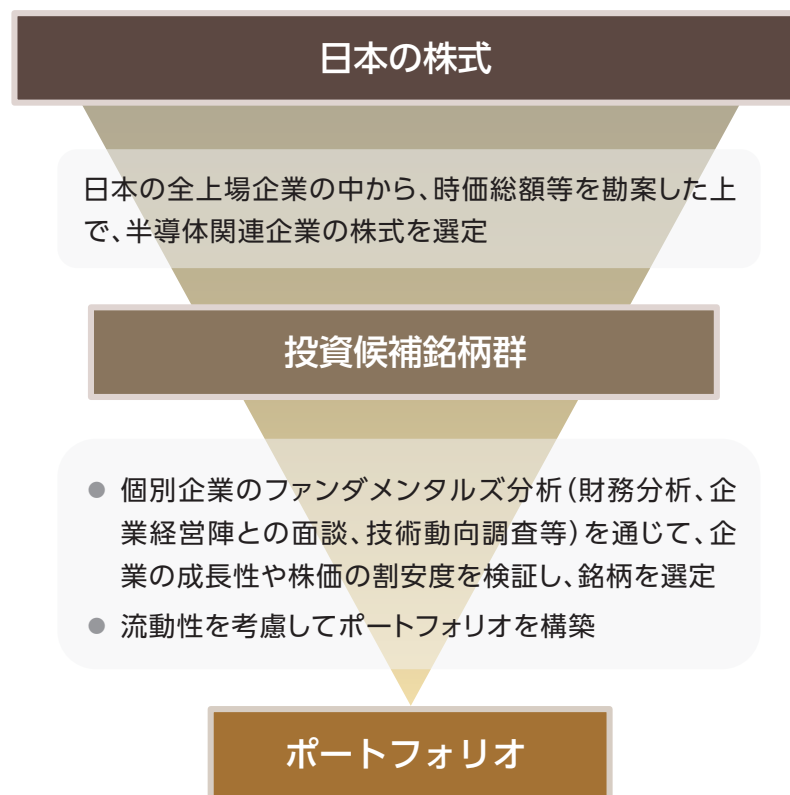 日本の株式
日本の全上場企業の中から、時価総額等を勘案した上
で、半導体関連企業の株式を選定
投資候補銘柄群
● 個別企業のファンダメンタルズ分析(財務分析、企
業経営陣との面談、技術動向調査等)を通じて、企
業の成長性や株価の割安度を検証し、銘柄を選定
● 流動性を考慮してポートフォリオを構築
ポートフォリオ